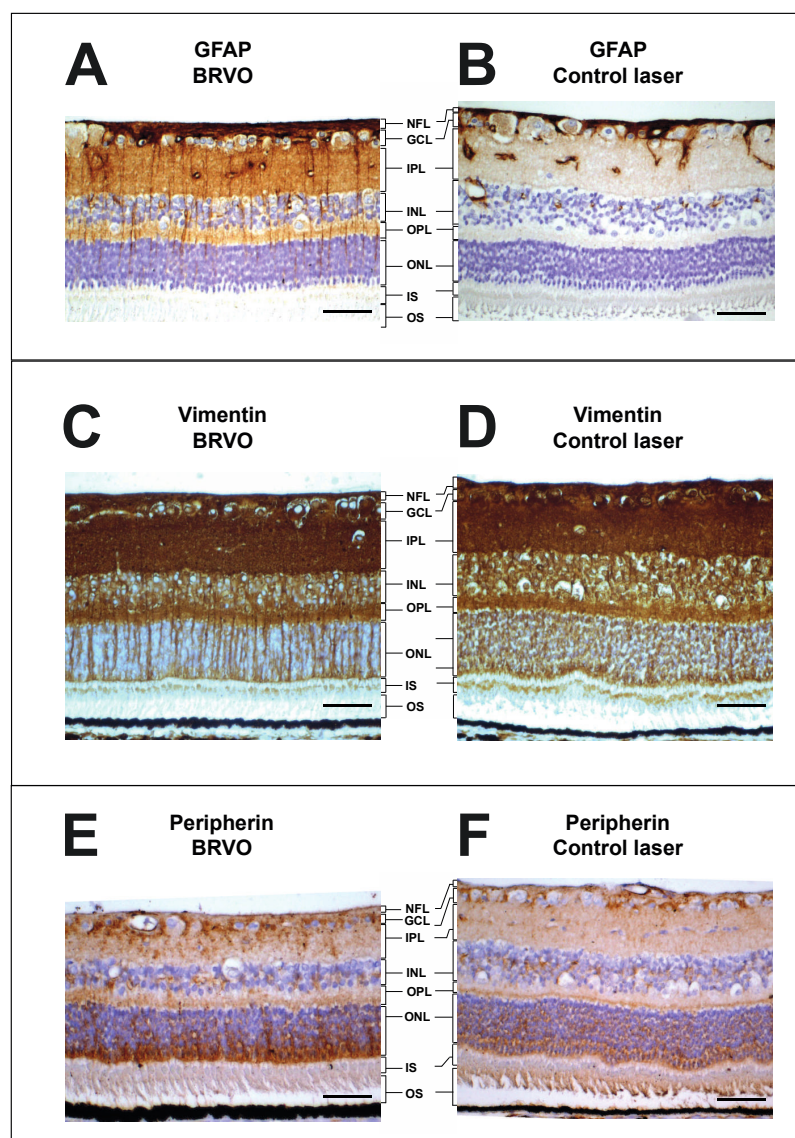 A
GFAP
BRVO
B
GFAP
Control laser
NFL
GCL
IPL
INL
OPL
ONL
IS
OS
C
Vimentin
BRVO
D
Vimentin
Control laser
NFL
GCL
IPL
INL
OPL
ONL
IS
OS
E
Peripherin
BRVO
F
Peripherin
Control laser
NFL
GCL
IPL
INL
OPL
ONL
IS
OS